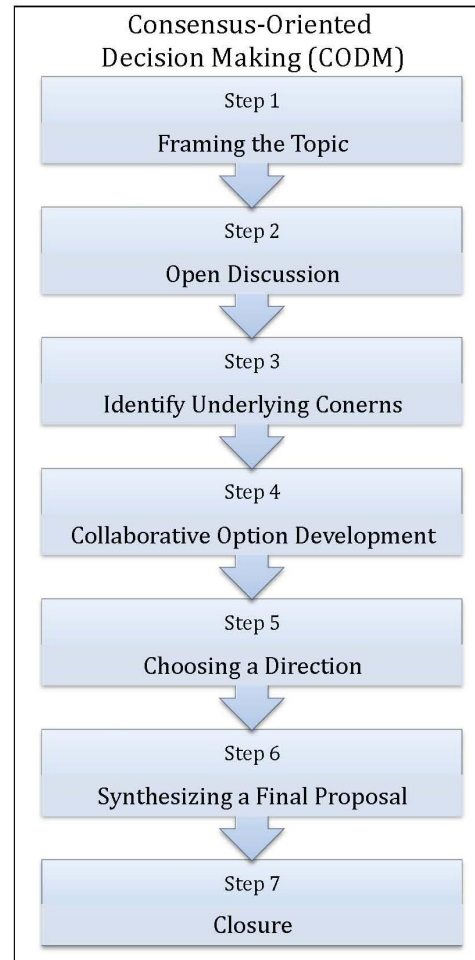 Consensus-Oriented
Decision Making (CODM)
Step 1
Framing the Topic
Step 2
Open Discussion
Step 3
Identify Underlying Conerns
Step 4
Collaborative Option Development
Step 5
Choosing a Direction
Step 6
Synthesizing a Final Proposal
Step 7
Closure